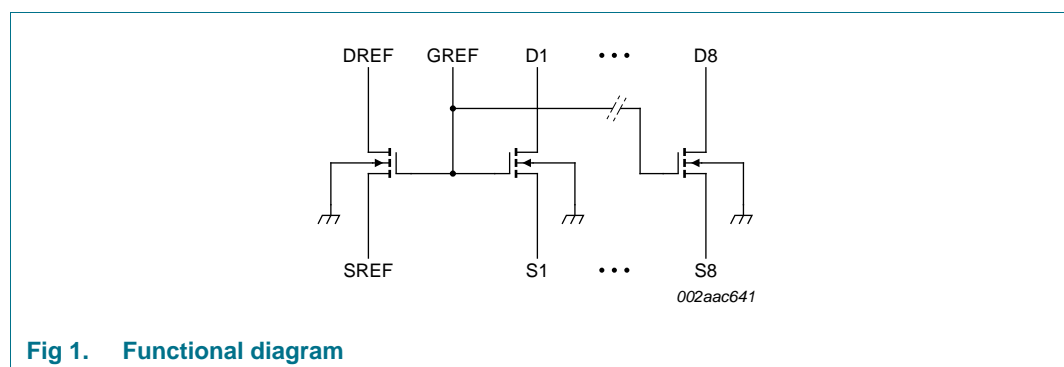 DREF GREF D1 • • • D8
SREF S1 • • • S8
002aac641
Fig 1. Functional diagram